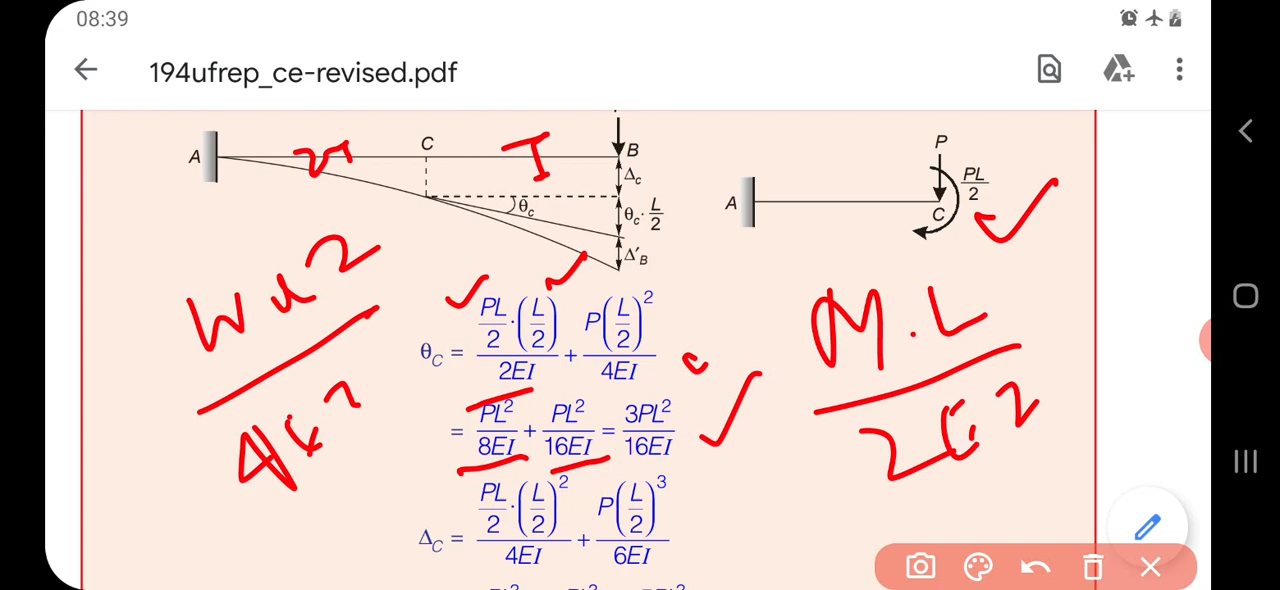 08:39
194ufrep_ce-revised.pdf
A 2I C I B
Δc
θc
θc · L/2
Δ'B
P
PL/2
A C
θC = (PL/2 · (L/2))/2EI + P(L/2)²/4EI
= PL²/8EI + PL²/16EI = 3PL²/16EI
ΔC = (PL/2 · (L/2)²)/4EI + P(L/2)³/6EI
M.L